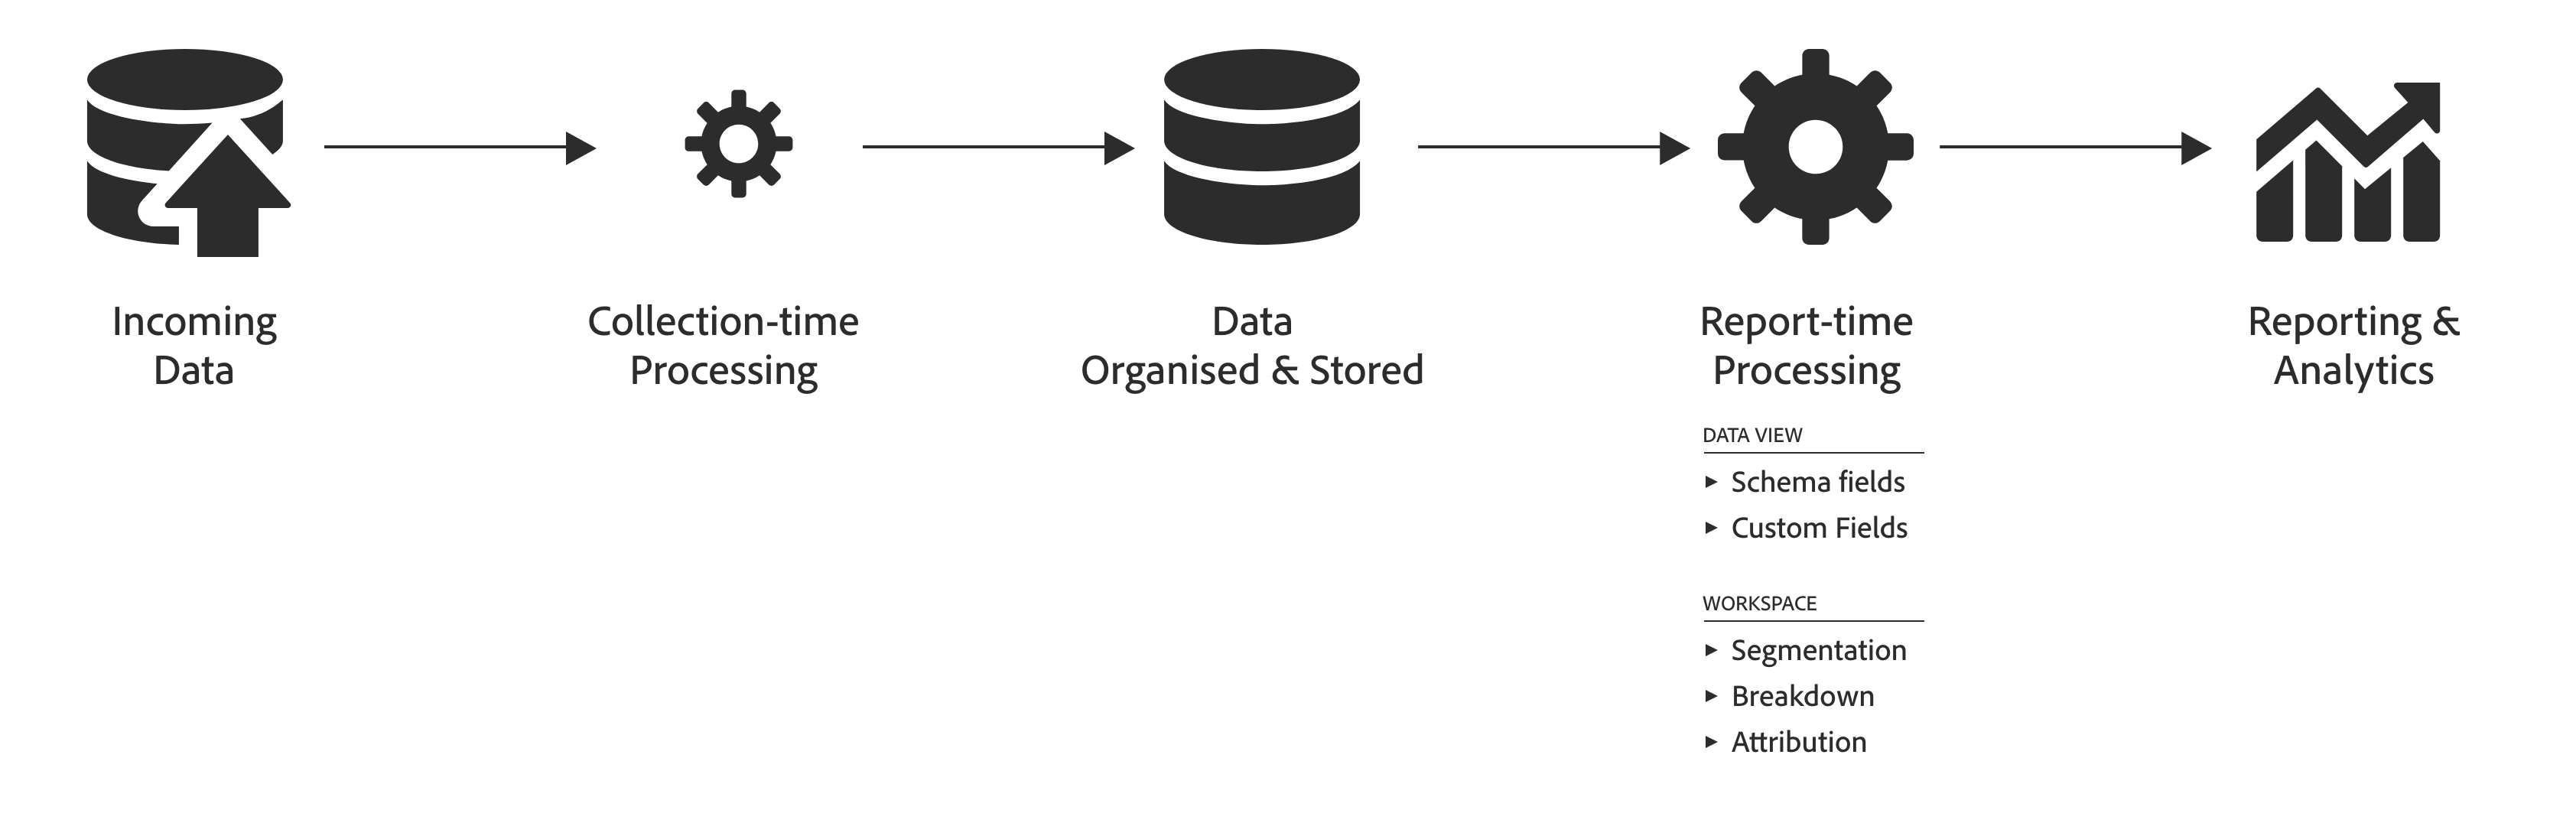 Incoming
Data
Collection-time
Processing
Data
Organised & Stored
Report-time
Processing
DATA VIEW
Schema fields
Custom Fields
WORKSPACE
Segmentation
Breakdown
Attribution
Reporting &
Analytics